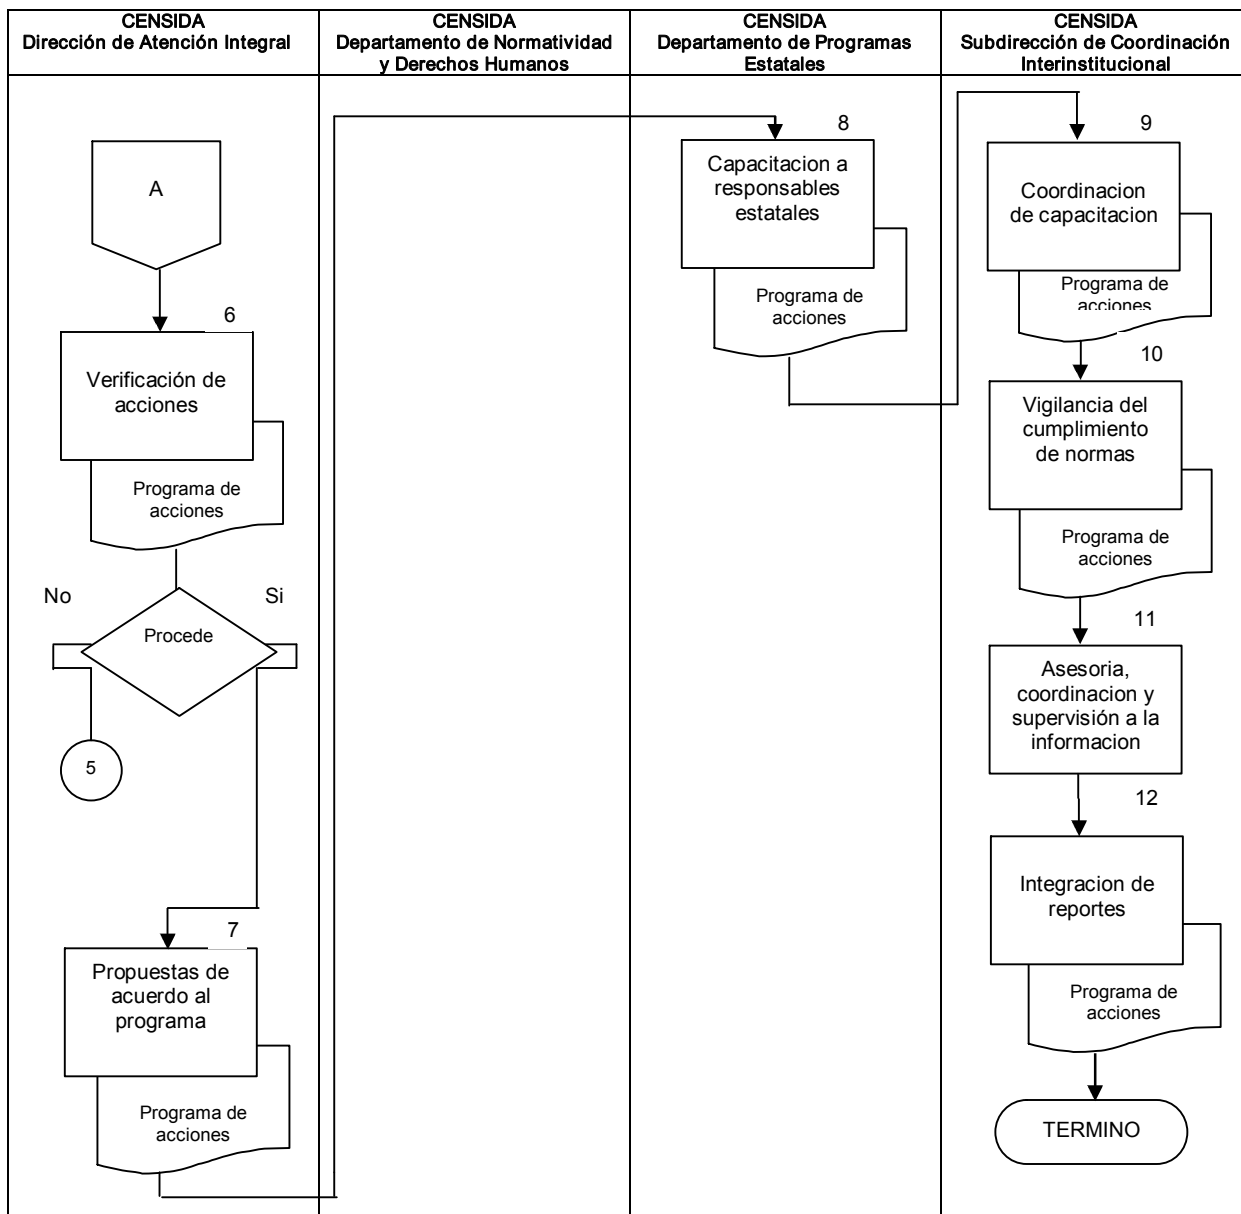 CENSIDA
Dirección de Atención Integral
CENSIDA
Departamento de Normatividad
y Derechos Humanos
CENSIDA
Departamento de Programas
Estatales
CENSIDA
Subdirección de Coordinación
Interinstitucional
A
6
Verificación de
acciones
Programa de
acciones
No
Si
Procede
5
7
Propuestas de
acuerdo al
programa
Programa de
acciones
8
Capacitacion a
responsables
estatales
Programa de
acciones
9
Coordinacion
de capacitacion
Programa de
acciones
10
Vigilancia del
cumplimiento
de normas
Programa de
acciones
11
Asesoria,
coordinacion y
supervisión a la
informacion
12
Integracion de
reportes
Programa de
acciones
TERMINO